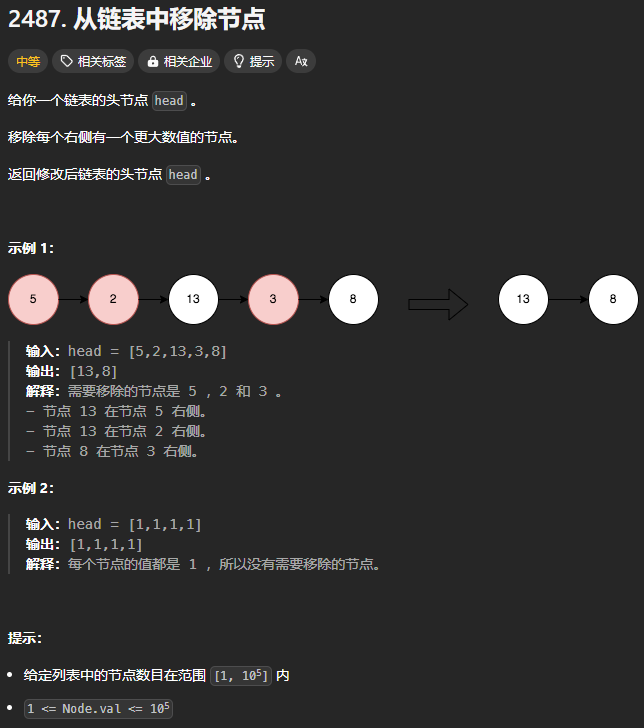 2487. 从链表中移除节点
中等 相关标签 相关企业 提示 A文
给你一个链表的头节点 head 。
移除每个右侧有一个更大数值的节点。
返回修改后链表的头节点 head 。
示例 1：
5 2 13 3 8 13 8
输入：head = [5,2,13,3,8]
输出：[13,8]
解释：需要移除的节点是 5 ，2 和 3 。
- 节点 13 在节点 5 右侧。
- 节点 13 在节点 2 右侧。
- 节点 8 在节点 3 右侧。
示例 2：
输入：head = [1,1,1,1]
输出：[1,1,1,1]
解释：每个节点的值都是 1 ，所以没有需要移除的节点。
提示：
• 给定列表中的节点数目在范围 [1, 10⁵] 内
• 1 <= Node.val <= 10⁵